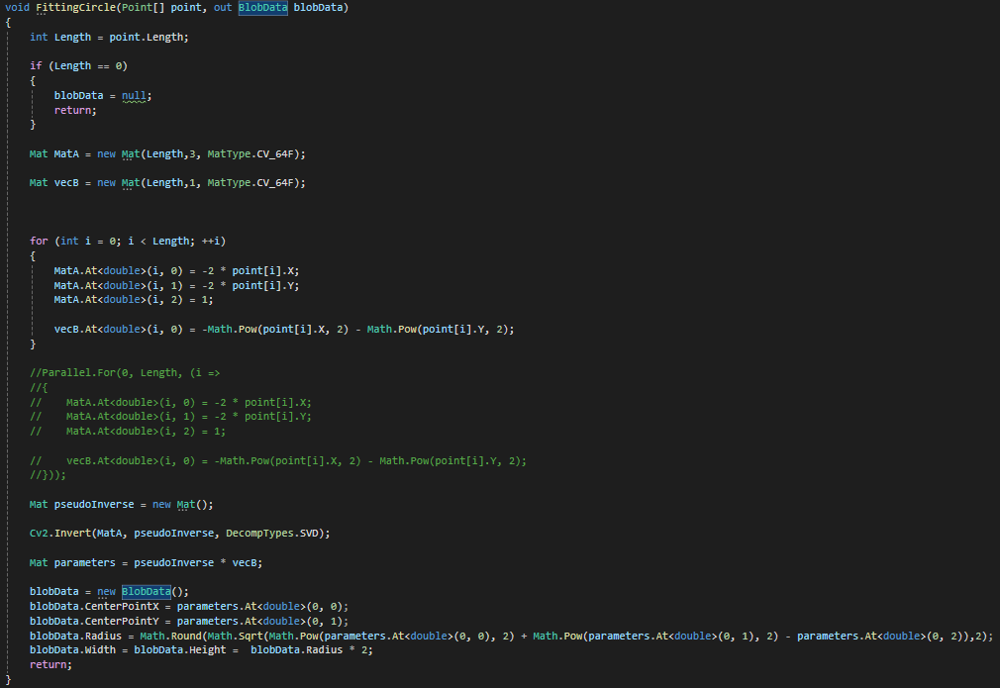 void FittingCircle(Point[] point, out BlobData blobData)
{
int Length = point.Length;
if (Length == 0)
{
blobData = null;
return;
}
Mat MatA = new Mat(Length,3, MatType.CV_64F);
Mat vecB = new Mat(Length,1, MatType.CV_64F);
for (int i = 0; i < Length; ++i)
{
MatA.At<double>(i, 0) = -2 * point[i].X;
MatA.At<double>(i, 1) = -2 * point[i].Y;
MatA.At<double>(i, 2) = 1;
vecB.At<double>(i, 0) = -Math.Pow(point[i].X, 2) - Math.Pow(point[i].Y, 2);
}
//Parallel.For(0, Length, (i =>
//{
//    MatA.At<double>(i, 0) = -2 * point[i].X;
//    MatA.At<double>(i, 1) = -2 * point[i].Y;
//    MatA.At<double>(i, 2) = 1;
//    vecB.At<double>(i, 0) = -Math.Pow(point[i].X, 2) - Math.Pow(point[i].Y, 2);
//}));
Mat pseudoInverse = new Mat();
Cv2.Invert(MatA, pseudoInverse, DecompTypes.SVD);
Mat parameters = pseudoInverse * vecB;
blobData = new BlobData();
blobData.CenterPointX = parameters.At<double>(0, 0);
blobData.CenterPointY = parameters.At<double>(0, 1);
blobData.Radius = Math.Round(Math.Sqrt(Math.Pow(parameters.At<double>(0, 0), 2) + Math.Pow(parameters.At<double>(0, 1), 2) - parameters.At<double>(0, 2)),2);
blobData.Width = blobData.Height =  blobData.Radius * 2;
return;
}